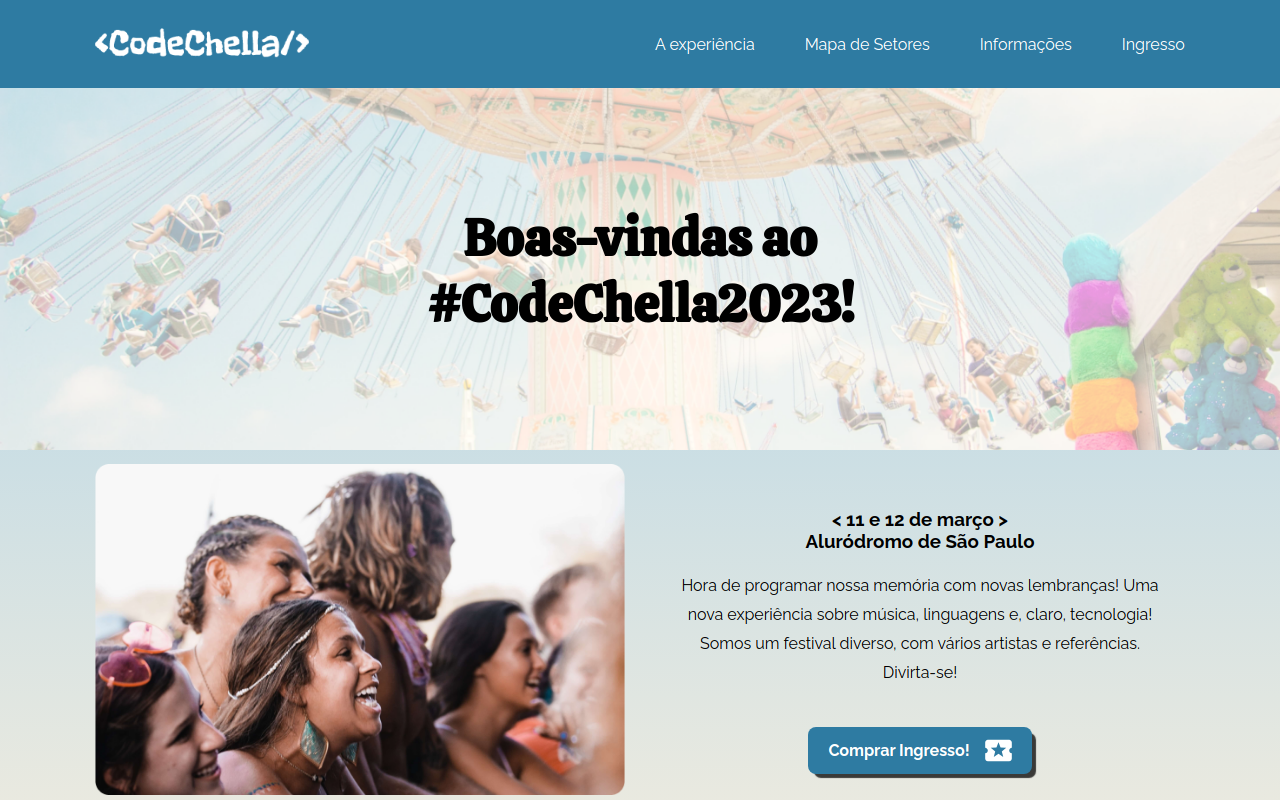 <CodeChella/>
A experiência
Mapa de Setores
Informações
Ingresso
Boas-vindas ao
#CodeChella2023!
< 11 e 12 de março >
Aluródromo de São Paulo
Hora de programar nossa memória com novas lembranças! Uma
nova experiência sobre música, linguagens e, claro, tecnologia!
Somos um festival diverso, com vários artistas e referências.
Divirta-se!
Comprar Ingresso!